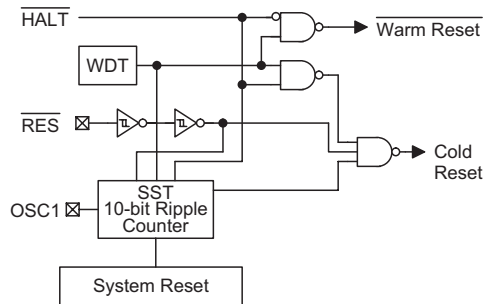 HALT
Warm Reset
WDT
RES
Cold
Reset
SST
10-bit Ripple
Counter
OSC1
System Reset